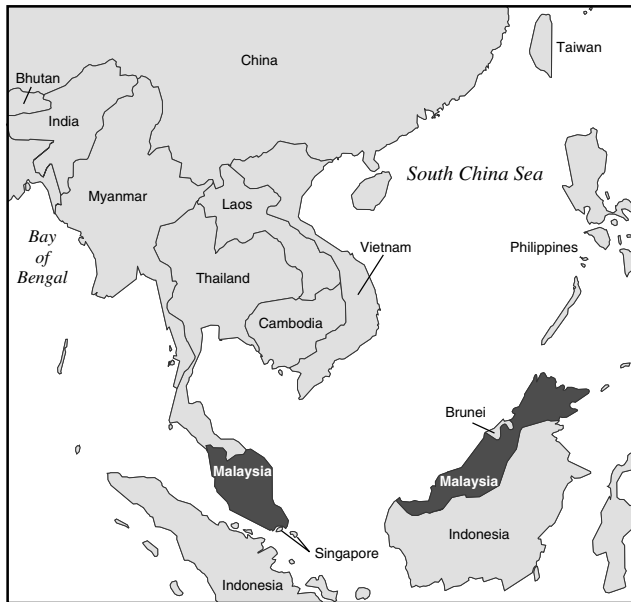 Taiwan
China
Bhutan
India
South China Sea
Myanmar
Laos
Bay
of
Bengal
Vietnam
Philippines
Thailand
Cambodia
Brunei
Malaysia
Malaysia
Indonesia
Singapore
Indonesia